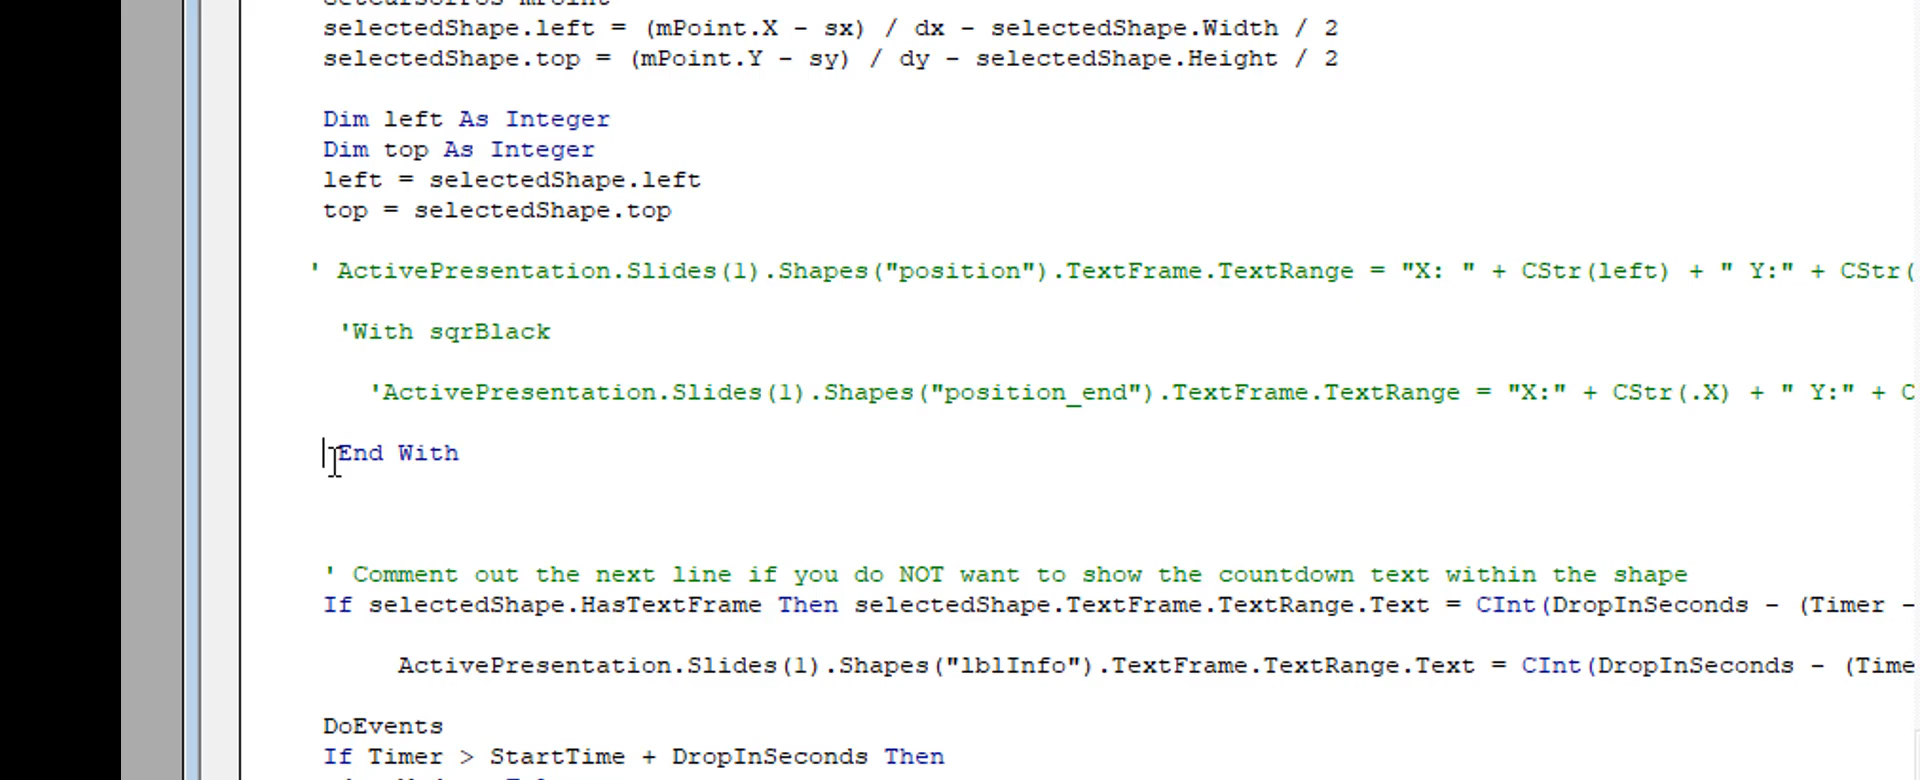 selectedShape.left = (mPoint.X - sx) / dx - selectedShape.Width / 2
selectedShape.top = (mPoint.Y - sy) / dy - selectedShape.Height / 2
Dim left As Integer
Dim top As Integer
left = selectedShape.left
top = selectedShape.top
' ActivePresentation.Slides(1).Shapes("position").TextFrame.TextRange = "X: " + CStr(left) + " Y:" + CStr(
'With sqrBlack
'ActivePresentation.Slides(1).Shapes("position_end").TextFrame.TextRange = "X:" + CStr(.X) + " Y:" + C
End With
' Comment out the next line if you do NOT want to show the countdown text within the shape
If selectedShape.HasTextFrame Then selectedShape.TextFrame.TextRange.Text = CInt(DropInSeconds - (Timer -
ActivePresentation.Slides(1).Shapes("lblInfo").TextFrame.TextRange.Text = CInt(DropInSeconds - (Time
DoEvents
If Timer > StartTime + DropInSeconds Then